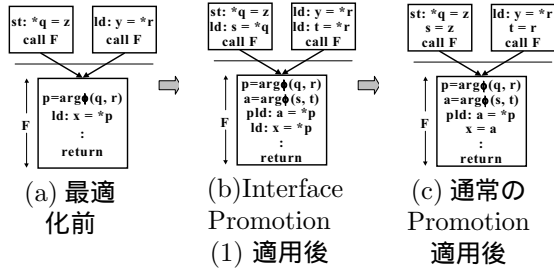 st: *q = z
call F
ld: y = *r
call F
F
p=argϕ(q, r)
ld: x = *p
:
return
(a) 最適
化前
st: *q = z
ld: s = *q
call F
ld: y = *r
ld: t = *r
call F
F
p=argϕ(q, r)
a=argϕ(s, t)
pld: a = *p
ld: x = *p
:
return
(b)Interface
Promotion
(1) 適用後
st: *q = z
s = z
call F
ld: y = *r
t = r
call F
F
p=argϕ(q, r)
a=argϕ(s, t)
pld: a = *p
x = a
:
return
(c) 通常の
Promotion
適用後